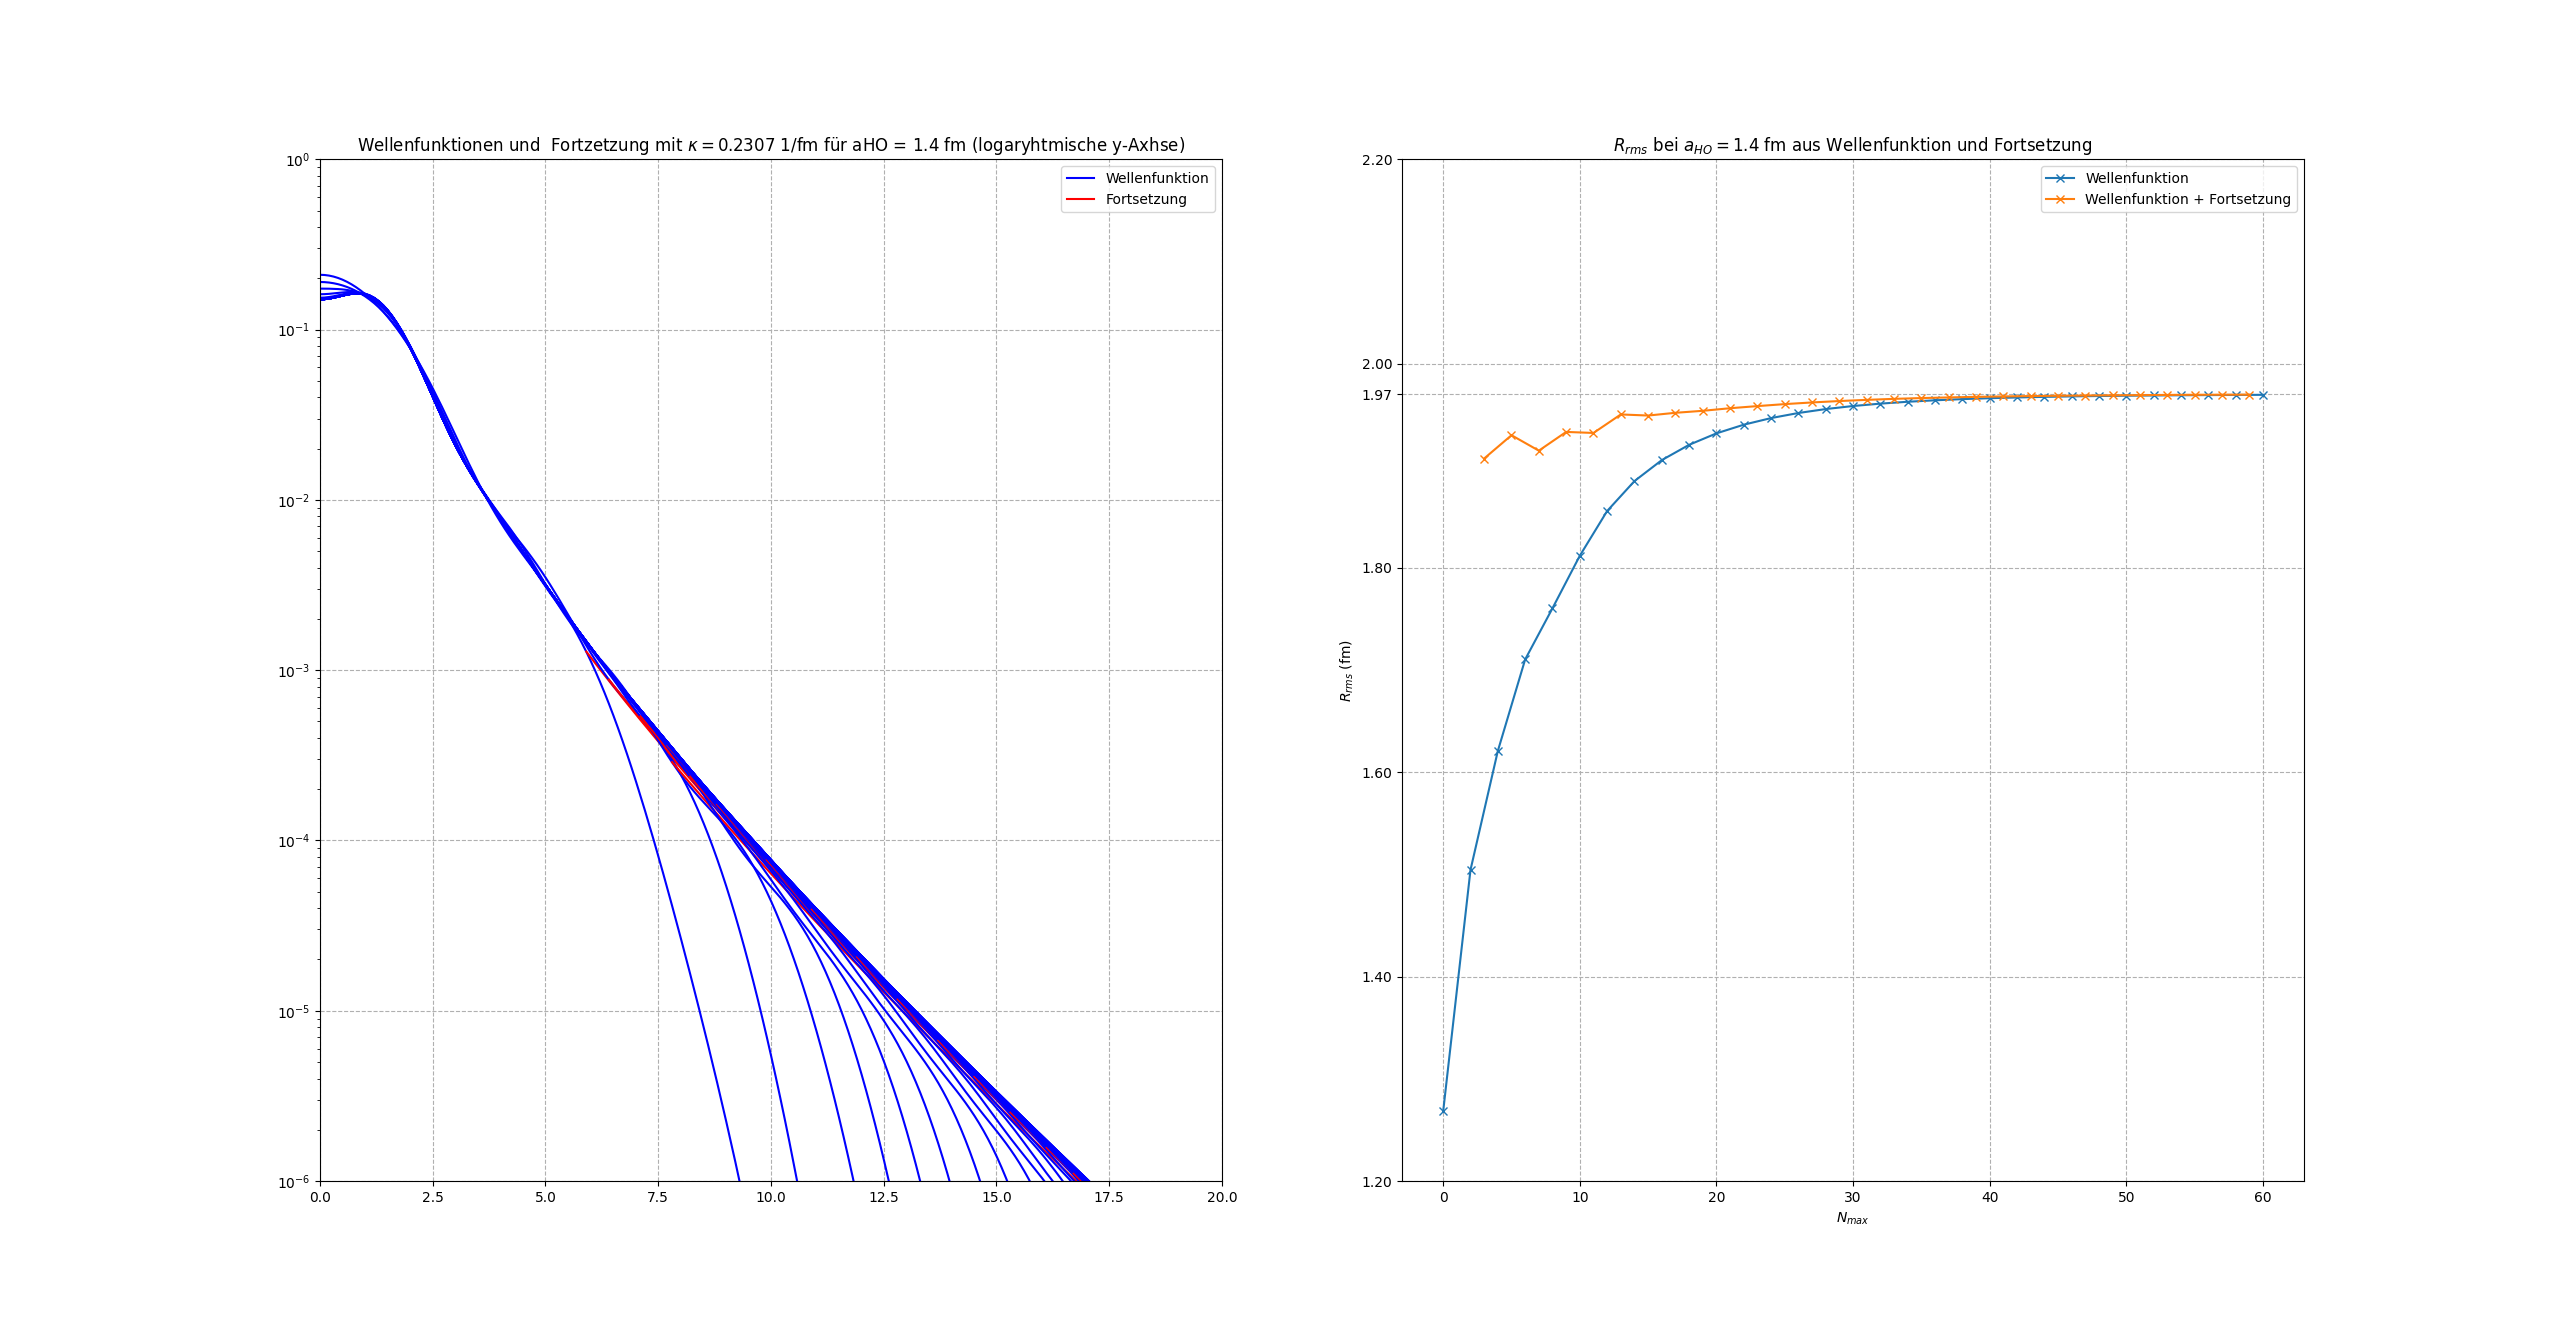 Wellenfunktionen und  Fortzetzung mit κ = 0.2307 1/fm für aHO = 1.4 fm (logaryhtmische y-Axhse)
Wellenfunktion
Fortsetzung
10⁰
10⁻¹
10⁻²
10⁻³
10⁻⁴
10⁻⁵
10⁻⁶
0.0 2.5 5.0 7.5 10.0 12.5 15.0 17.5 20.0
R_rms bei a_HO = 1.4 fm aus Wellenfunktion und Fortsetzung
Wellenfunktion
Wellenfunktion + Fortsetzung
2.20
2.00
1.97
1.80
1.60
1.40
1.20
R_rms (fm)
0 10 20 30 40 50 60
N_max